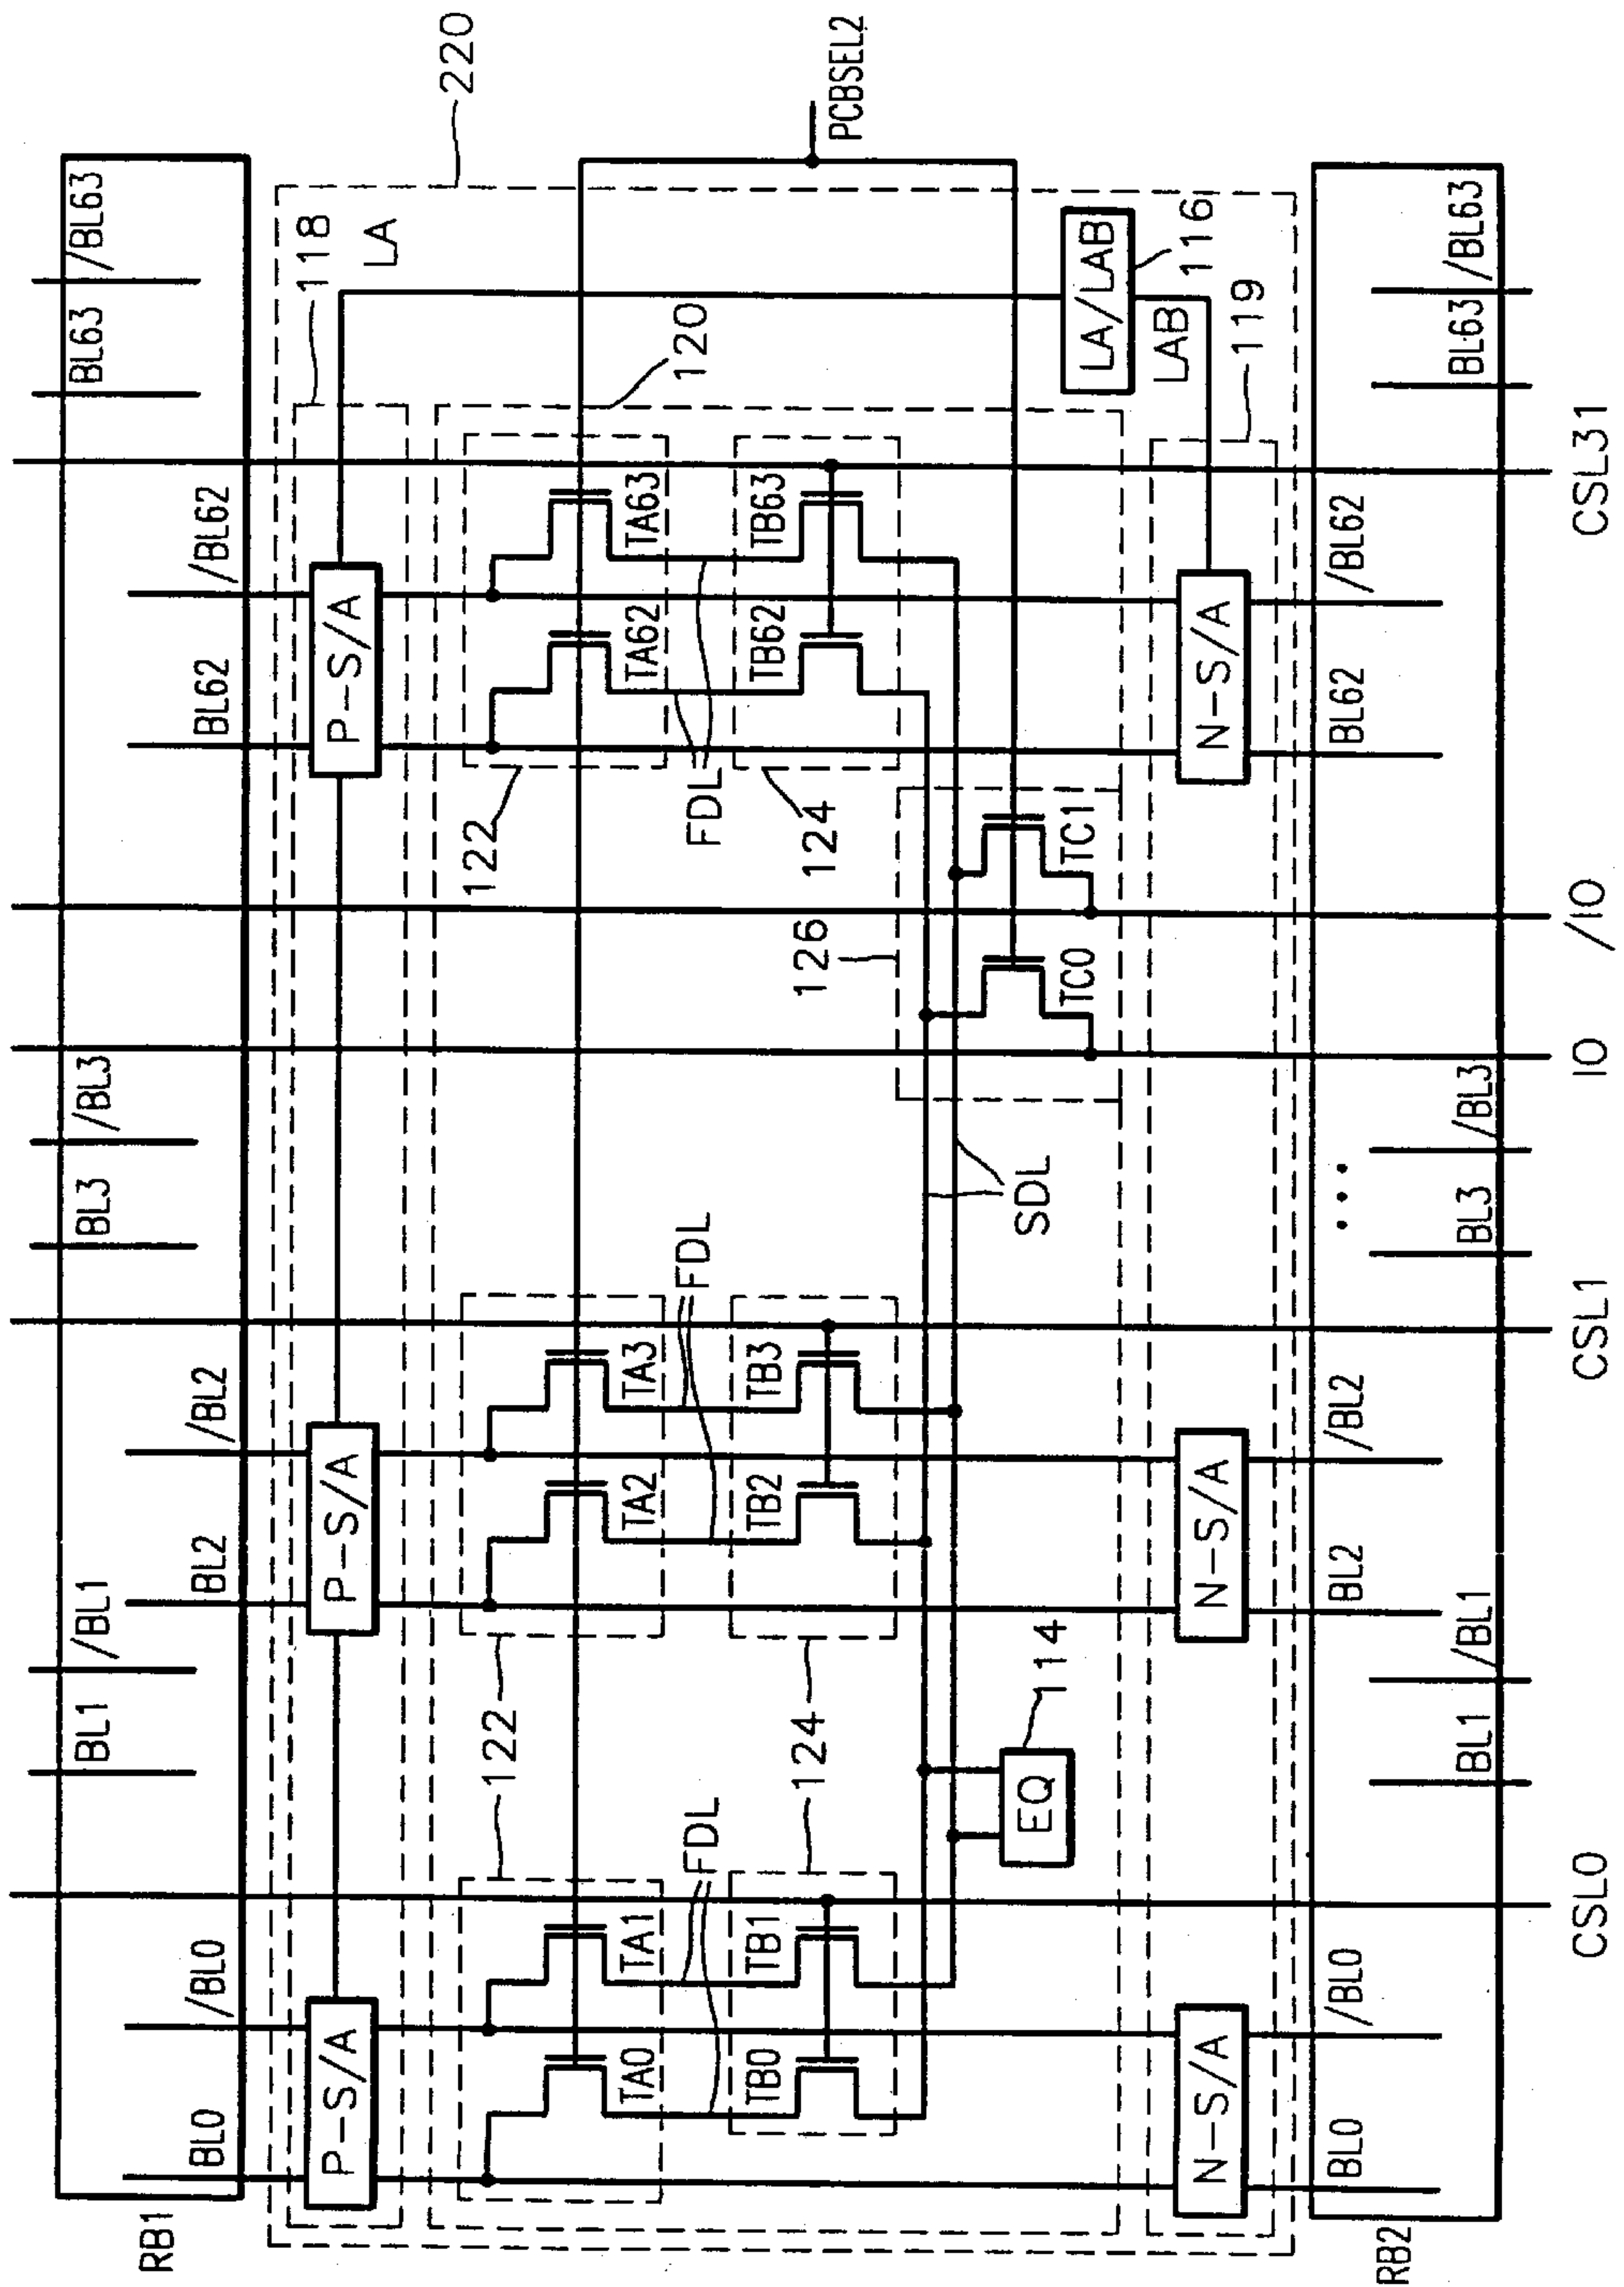 RB1
BL0
/BL0
BL1
/BL1
BL2
/BL2
BL3
/BL3
BL62
/BL62
BL63
/BL63
P-S/A
P-S/A
P-S/A
118
LA
220
122
122
122
120
TA0
TA1
TA2
TA3
TA62
TA63
FDL
FDL
FDL
PCBSEL2
124
124
124
TB0
TB1
TB2
TB3
TB62
TB63
126
EQ
114
SDL
TC0
TC1
LA/LAB
116
LAB
N-S/A
N-S/A
N-S/A
119
RB2
BL0
/BL0
BL1
/BL1
BL2
/BL2
BL3
/BL3
...
BL62
/BL62
BL63
/BL63
CSL0
CSL1
IO
/IO
CSL31